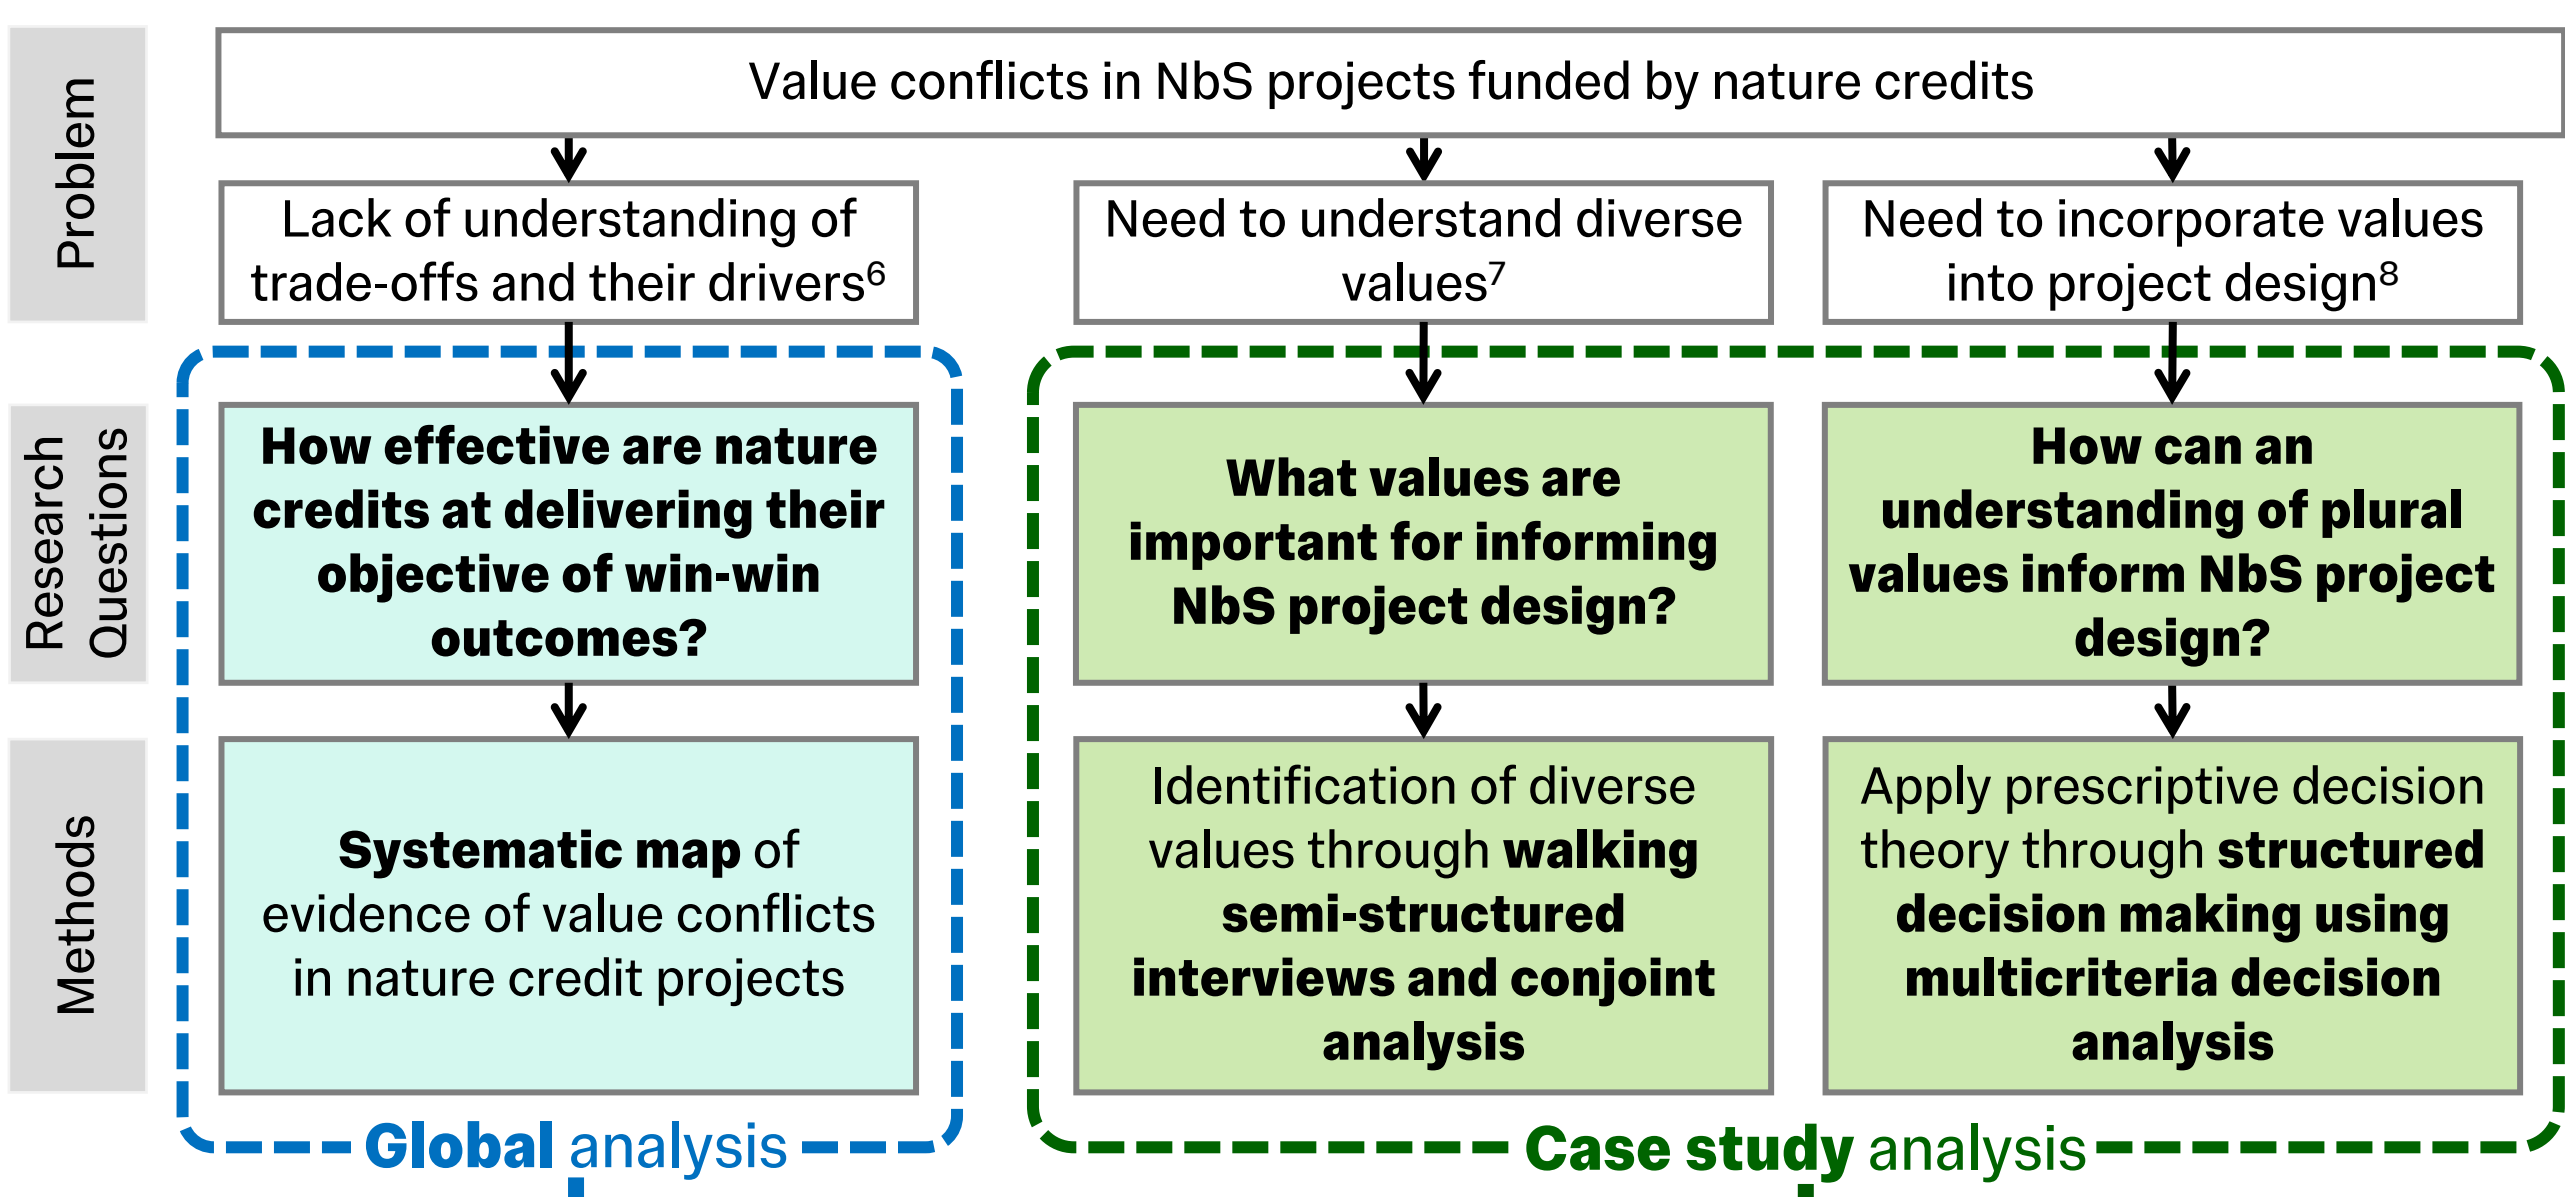 Problem
Value conflicts in NbS projects funded by nature credits
Lack of understanding of
trade-offs and their drivers⁶
Need to understand diverse
values⁷
Need to incorporate values
into project design⁸
Research
Questions
How effective are nature
credits at delivering their
objective of win-win
outcomes?
What values are
important for informing
NbS project design?
How can an
understanding of plural
values inform NbS project
design?
Methods
Systematic map of
evidence of value conflicts
in nature credit projects
Identification of diverse
values through walking
semi-structured
interviews and conjoint
analysis
Apply prescriptive decision
theory through structured
decision making using
multicriteria decision
analysis
Global analysis
Case study analysis